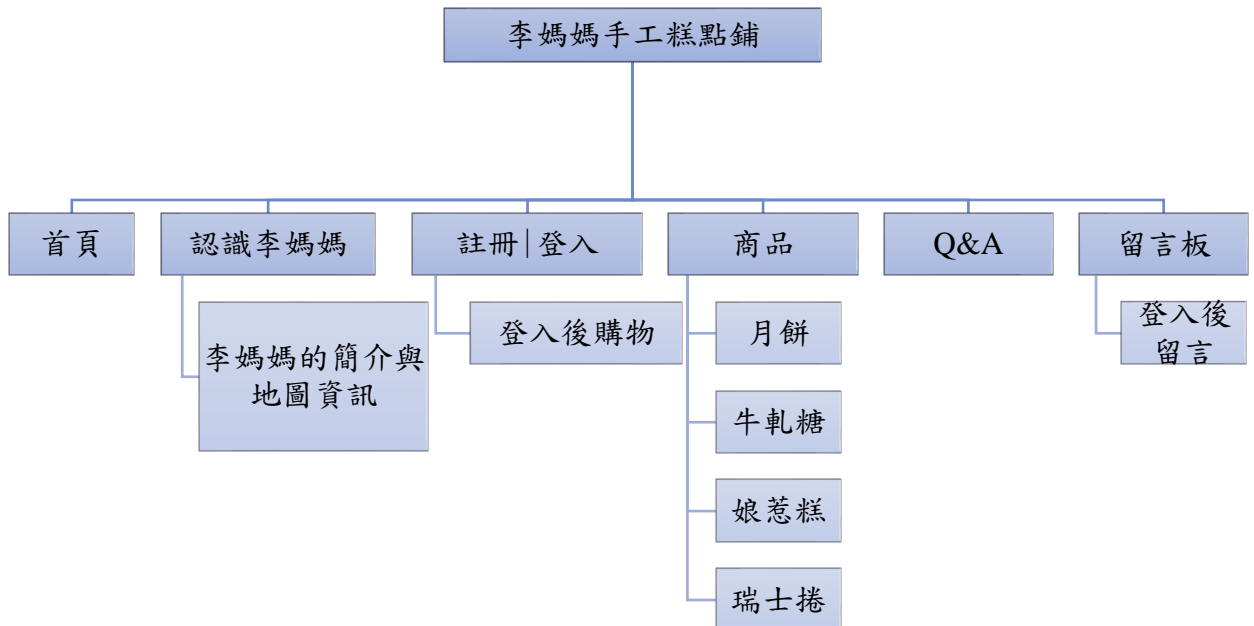 李媽媽手工糕點鋪
首頁
認識李媽媽
註冊|登入
商品
Q&A
留言板
李媽媽的簡介與
地圖資訊
登入後購物
月餅
牛軋糖
娘惹糕
瑞士捲
登入後
留言